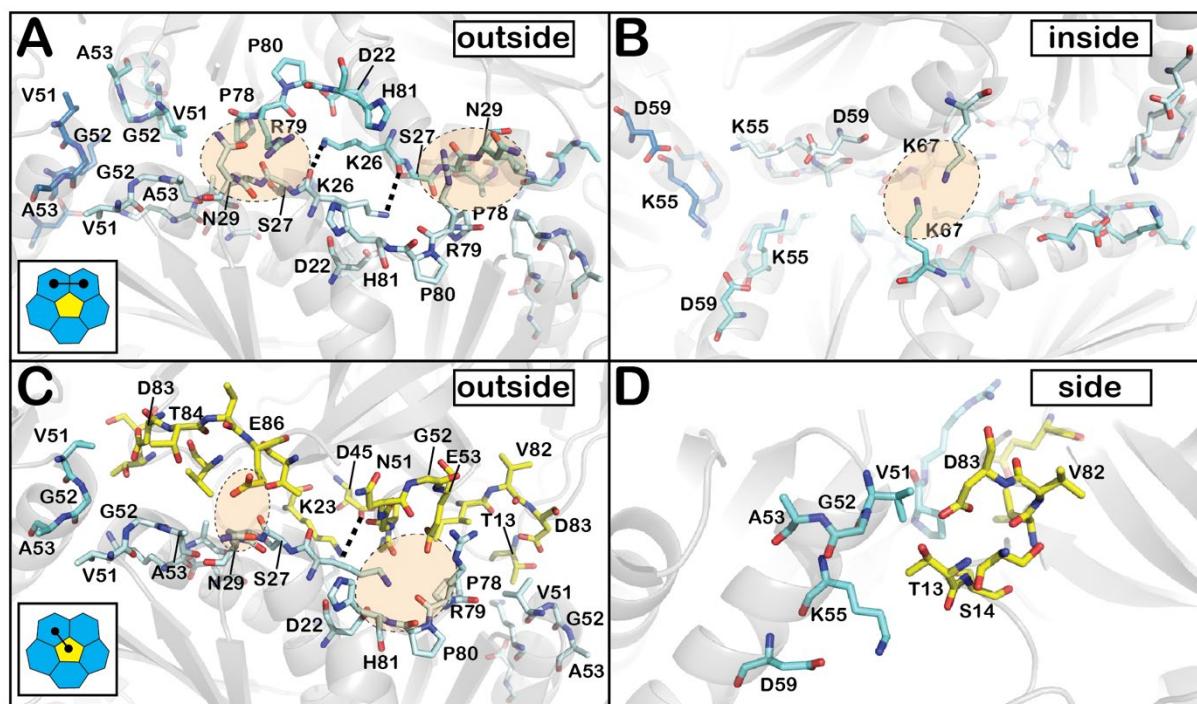 A
outside
A53
P80
D22
V51
P78
V51
H81
N29
G52
R79
S27
G52
K26
G52
K26
A53
A53
N29
S27
P78
V51
R79
D22
H81
P80
B
inside
D59
D59
K55
K67
K55
K67
K55
D59
C
outside
D83
T84
E86
G52
V51
D45
N51
E53
V82
G52
K23
G52
T13
D83
A53
V51
A53
N29
S27
P78
V51
R79
D22
G52
H81
P80
A53
D
side
V51
D83
V82
G52
A53
T13
K55
S14
D59